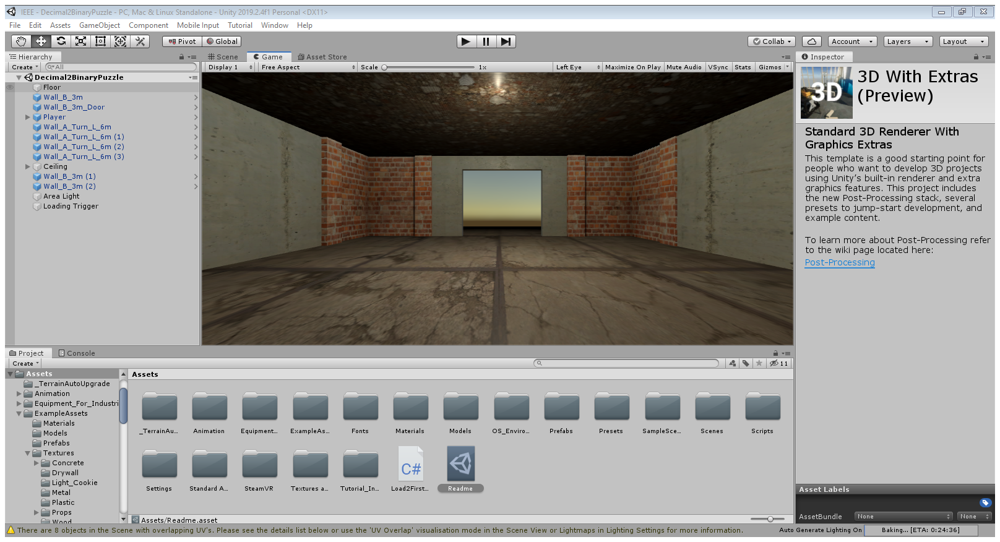 IEEE - Decimal2BinaryPuzzle - PC, Mac & Linux Standalone - Unity 2019.2.4f1 Personal <DX11>
File Edit Assets GameObject Component Mobile Input Tutorial Window Help
Pivot Global Collab Account Layers Layout
Hierarchy
Create All
Decimal2BinaryPuzzle
Floor
Wall_B_3m
Wall_B_3m_Door
Player
Wall_A_Turn_L_6m
Wall_A_Turn_L_6m (1)
Wall_A_Turn_L_6m (2)
Wall_A_Turn_L_6m (3)
Ceiling
Wall_B_3m (1)
Wall_B_3m (2)
Area Light
Loading Trigger
Scene Game Asset Store
Display 1 Free Aspect Scale 1x Left Eye Maximize On Play Mute Audio VSync Stats Gizmos
Inspector
3D
3D With Extras
(Preview)
Standard 3D Renderer With
Graphics Extras
This template is a good starting point for
people who want to develop 3D projects
using Unity's built-in renderer and extra
graphics features. This project includes
the new Post-Processing stack, several
presets to jump-start development, and
example content.
To learn more about Post-Processing refer
to the wiki page located here:
Post-Processing
Project Console
Create 11
Assets
_TerrainAutoUpgrade
Animation
Equipment_For_Industri
ExampleAssets
Materials
Models
Prefabs
Textures
Concrete
Drywall
Light_Cookie
Metal
Plastic
Props
Wood
Assets
_TerrainAu... Animation Equipment... ExampleAs... Fonts Materials Models OS_Enviro... Prefabs Presets SampleSce... Scenes Scripts
Settings Standard A... SteamVR Textures a... Tutorial_In... C# Load2First... Readme
Assets/Readme.asset
Asset Labels
AssetBundle None None
There are 8 objects in the Scene with overlapping UV's. Please see the details list below or use the 'UV Overlap' visualisation mode in the Scene View or Lightmaps in Lighting Settings for more information.
Auto Generate Lighting On Baking... [ETA: 0:24:36]